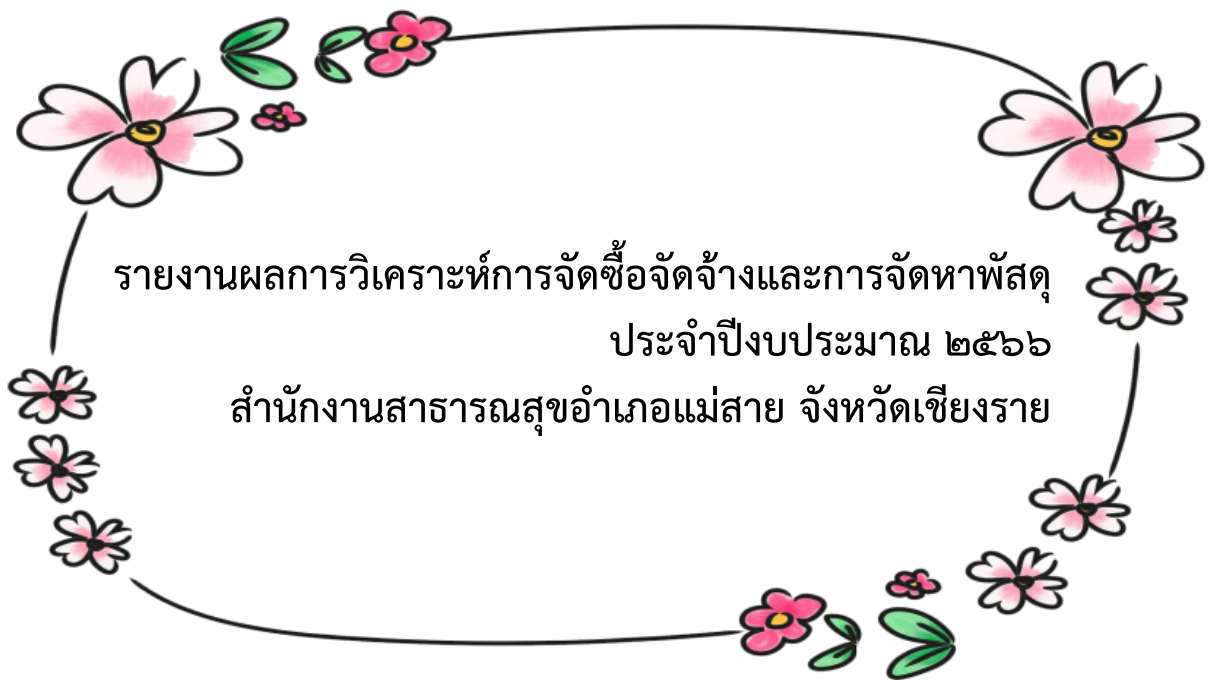 รายงานผลการวิเคราะห์การจัดซื้อจัดจ้างและการจัดหาพัสดุ
ประจำปีงบประมาณ ๒๕๖๖
สำนักงานสาธารณสุขอำเภอแม่สาย จังหวัดเชียงราย